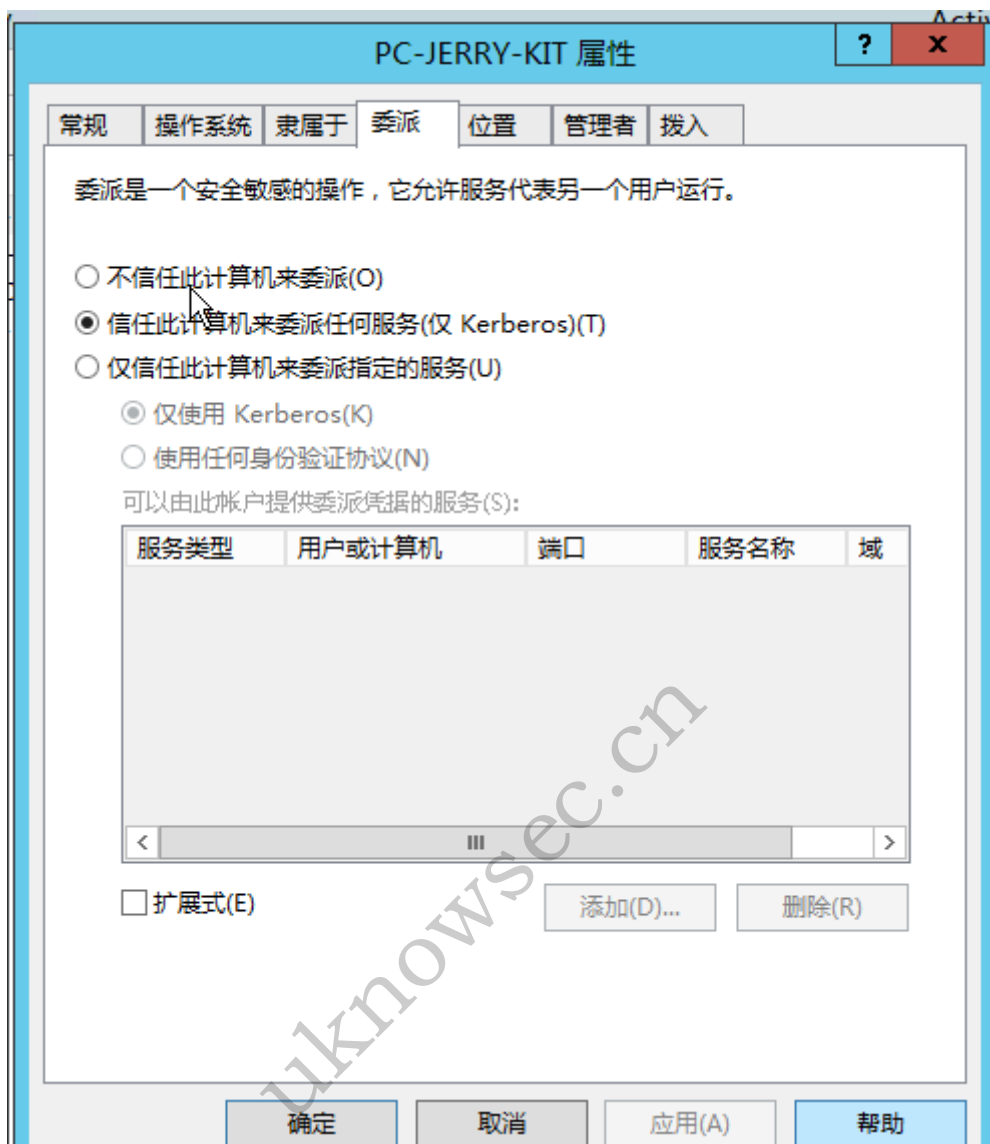 PC-JERRY-KIT 属性
?
x
常规 操作系统 隶属于 委派 位置 管理者 拨入
委派是一个安全敏感的操作，它允许服务代表另一个用户运行。
不信任此计算机来委派(O)
信任此计算机来委派任何服务(仅 Kerberos)(T)
仅信任此计算机来委派指定的服务(U)
仅使用 Kerberos(K)
使用任何身份验证协议(N)
可以由此帐户提供委派凭据的服务(S):
服务类型 用户或计算机 端口 服务名称 域
扩展式(E)
添加(D)...
删除(R)
uknowsec.cn
确定 取消 应用(A) 帮助